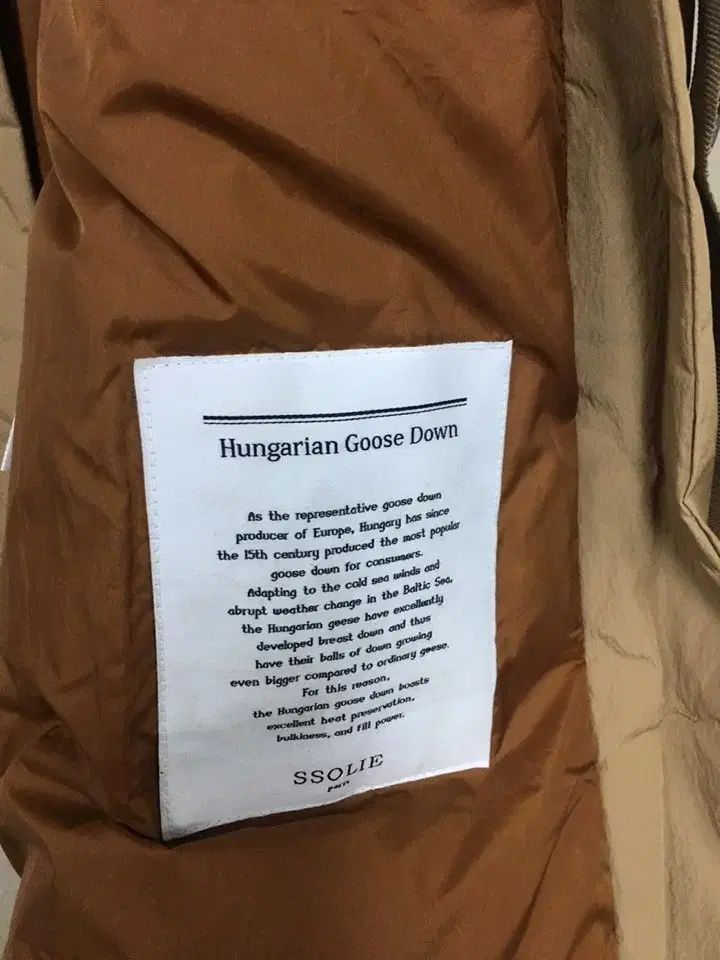 Hungarian Goose Down
As the representative goose down
producer of Europe, Hungary has since
the 15th century produced the most popular
goose down for consumers.
Adapting to the cold sea winds and
abrupt weather change in the Baltic Sea,
the Hungarian geese have excellently
developed breast down and thus
have their balls of down growing
even bigger compared to ordinary geese.
For this reason,
the Hungarian goose down boasts
excellent heat preservation,
bulkiness, and fill power.
SSOLIE
paris